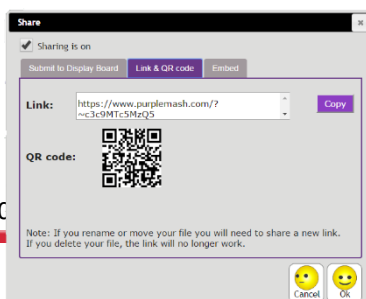 Share
Sharing is on
Submit to Display Board Link & QR code Embed
Link: https://www.purplemash.com/?
~c3c9MTc5MzQ5
Copy
QR code:
Note: If you rename or move your file you will need to share a new link.
If you delete your file, the link will no longer work.
Cancel Ok